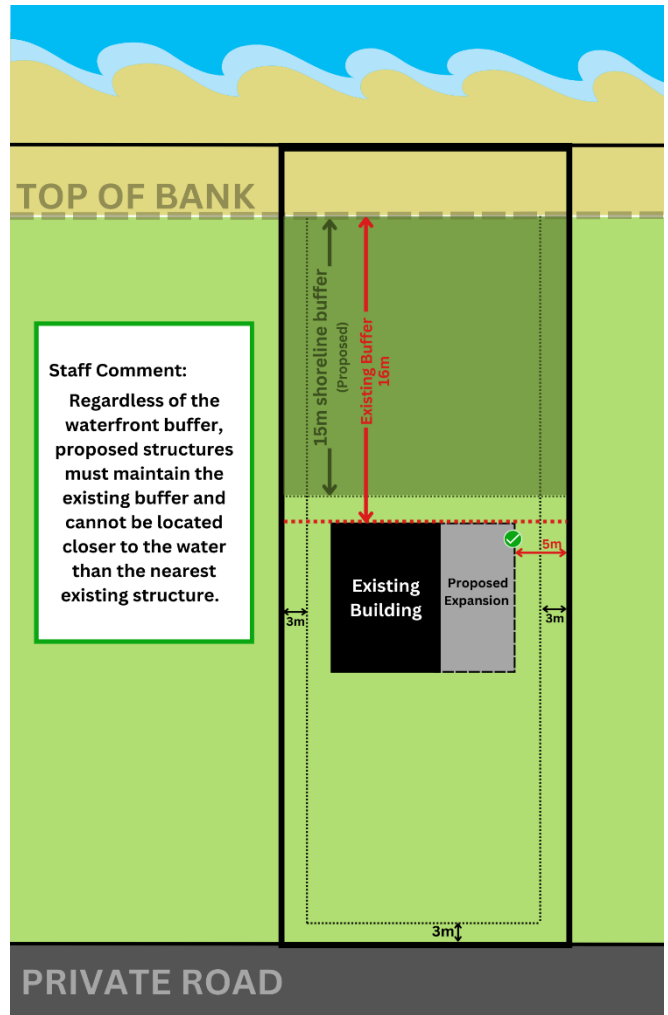 TOP OF BANK
15m shoreline buffer
(Proposed)
Existing Buffer
16m
Staff Comment:
Regardless of the
waterfront buffer,
proposed structures
must maintain the
existing buffer and
cannot be located
closer to the water
than the nearest
existing structure.
5m
Existing
Building
Proposed
Expansion
3m
3m
3m
PRIVATE ROAD